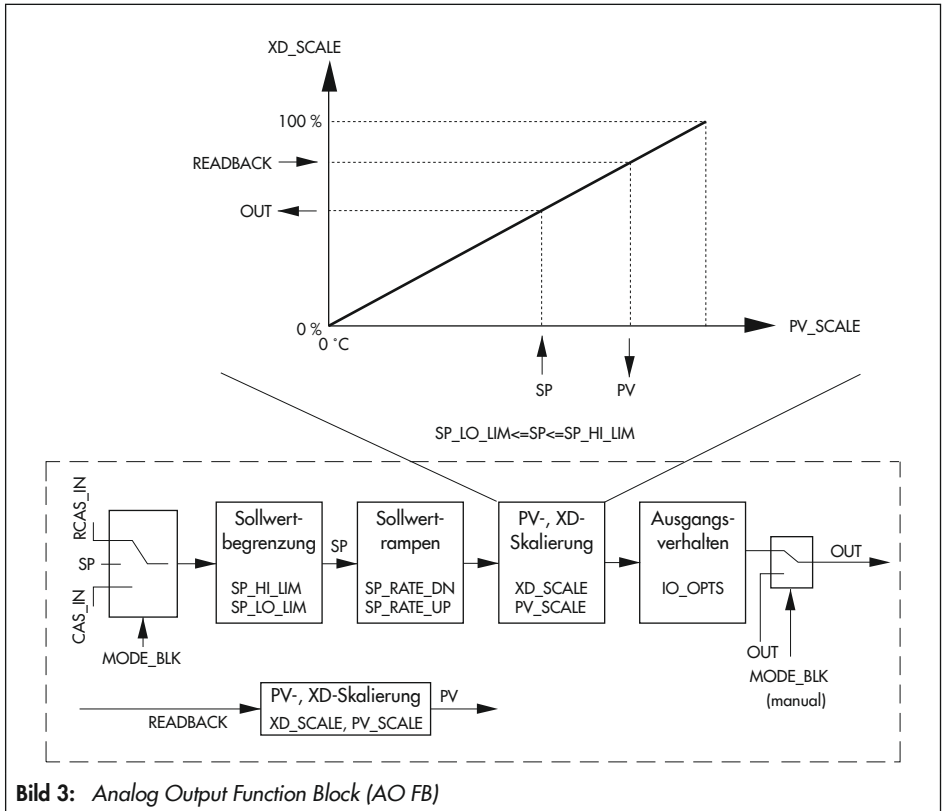 XD_SCALE
100 %
READBACK
OUT
0 %
0 °C
PV_SCALE
SP
PV
SP_LO_LIM<=SP<=SP_HI_LIM
RCAS_IN
SP
CAS_IN
MODE_BLK
Sollwert-
begrenzung
SP_HI_LIM
SP_LO_LIM
SP
Sollwert-
rampen
SP_RATE_DN
SP_RATE_UP
PV-, XD-
Skalierung
XD_SCALE
PV_SCALE
Ausgangs-
verhalten
IO_OPTS
OUT
OUT
MODE_BLK
(manual)
READBACK
PV-, XD-Skalierung
XD_SCALE, PV_SCALE
PV
Bild 3: Analog Output Function Block (AO FB)